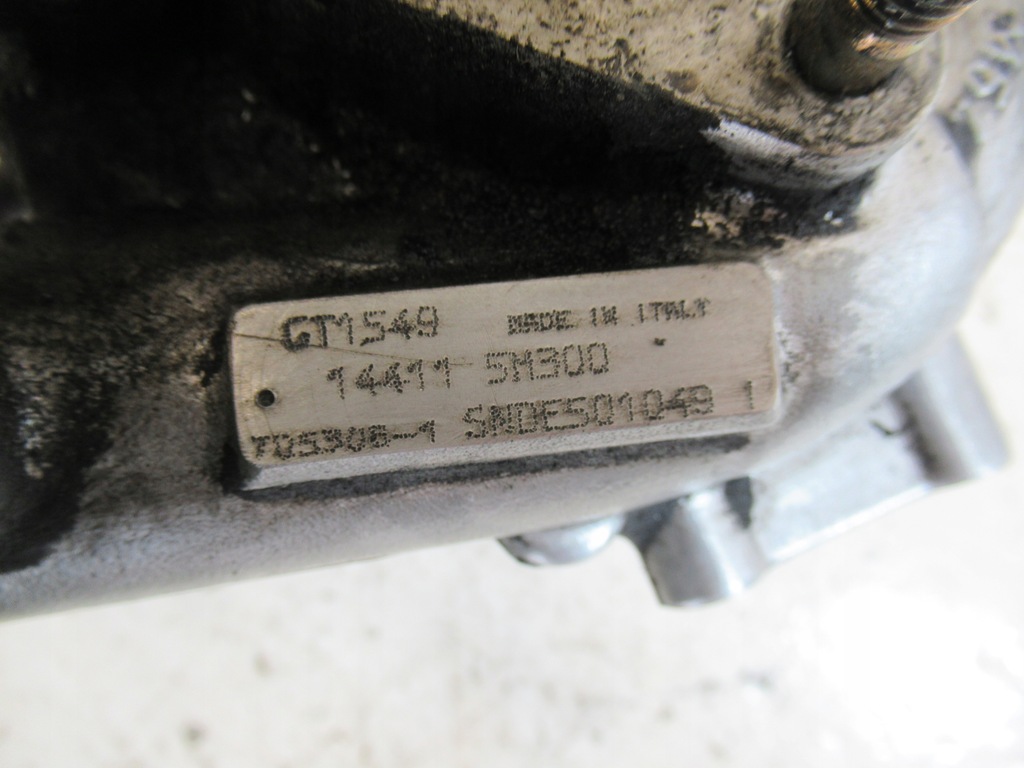 GT1549 MADE IN ITALY
14411 5M300
705306-1 SNDE501049 1